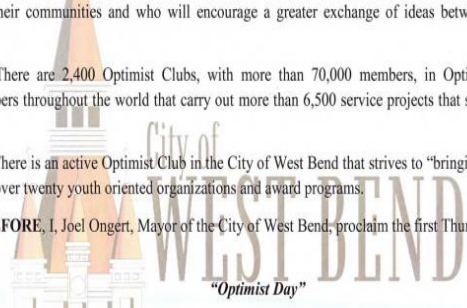 their communities and who will encourage a greater exchange of ideas betw
There are 2,400 Optimist Clubs, with more than 70,000 members, in Opti
bers throughout the world that carry out more than 6,500 service projects that s
City of
WEST BEND
here is an active Optimist Club in the City of West Bend that strives to “bringi
over twenty youth oriented organizations and award programs.
FORE, I, Joel Ongert, Mayor of the City of West Bend, proclaim the first Thur
“Optimist Day”